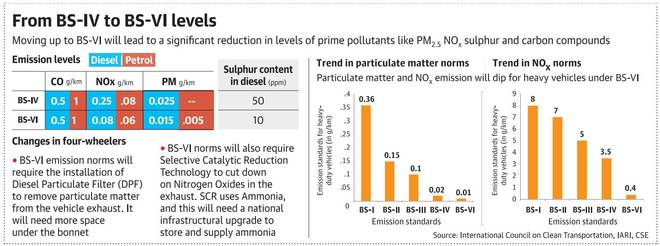 From BS-IV to BS-VI levels
Moving up to BS-VI will lead to a significant reduction in levels of prime pollutants like PM2.5 NOx sulphur and carbon compounds
Emission levels Diesel Petrol
CO g/km NOx g/km PM g/km
Sulphur content
in diesel (ppm)
BS-IV 0.5 1 0.25 .08 0.025 -- 50
BS-VI 0.5 1 0.08 .06 0.015 .005 10
Changes in four-wheelers
• BS-VI emission norms will
require the installation of
Diesel Particulate Filter (DPF)
to remove particulate matter
from the vehicle exhaust. It
will need more space
under the bonnet
• BS-VI norms will also require
Selective Catalytic Reduction
Technology to cut down
on Nitrogen Oxides in the
exhaust. SCR uses Ammonia,
and this will need a national
infrastructural upgrade to
store and supply ammonia
Trend in particulate matter norms
Trend in NOx norms
Particulate matter and NOx emission will dip for heavy vehicles under BS-VI
Emission standards for heavy-
duty vehicles (in g/km)
.4
.35
.3
.25
.2
.15
.1
.05
0
0.36
0.15
0.1
0.02
0.01
BS-I BS-II BS-III BS-IV BS-VI
Emission standards
Emission standards for heavy-
duty vehicles (in g/km)
9
8
7
6
5
4
3
2
1
0
8
7
5
3.5
0.4
BS-I BS-II BS-III BS-IV BS-VI
Emission standards
Source: International Council on Clean Transportation, IARI, CSE